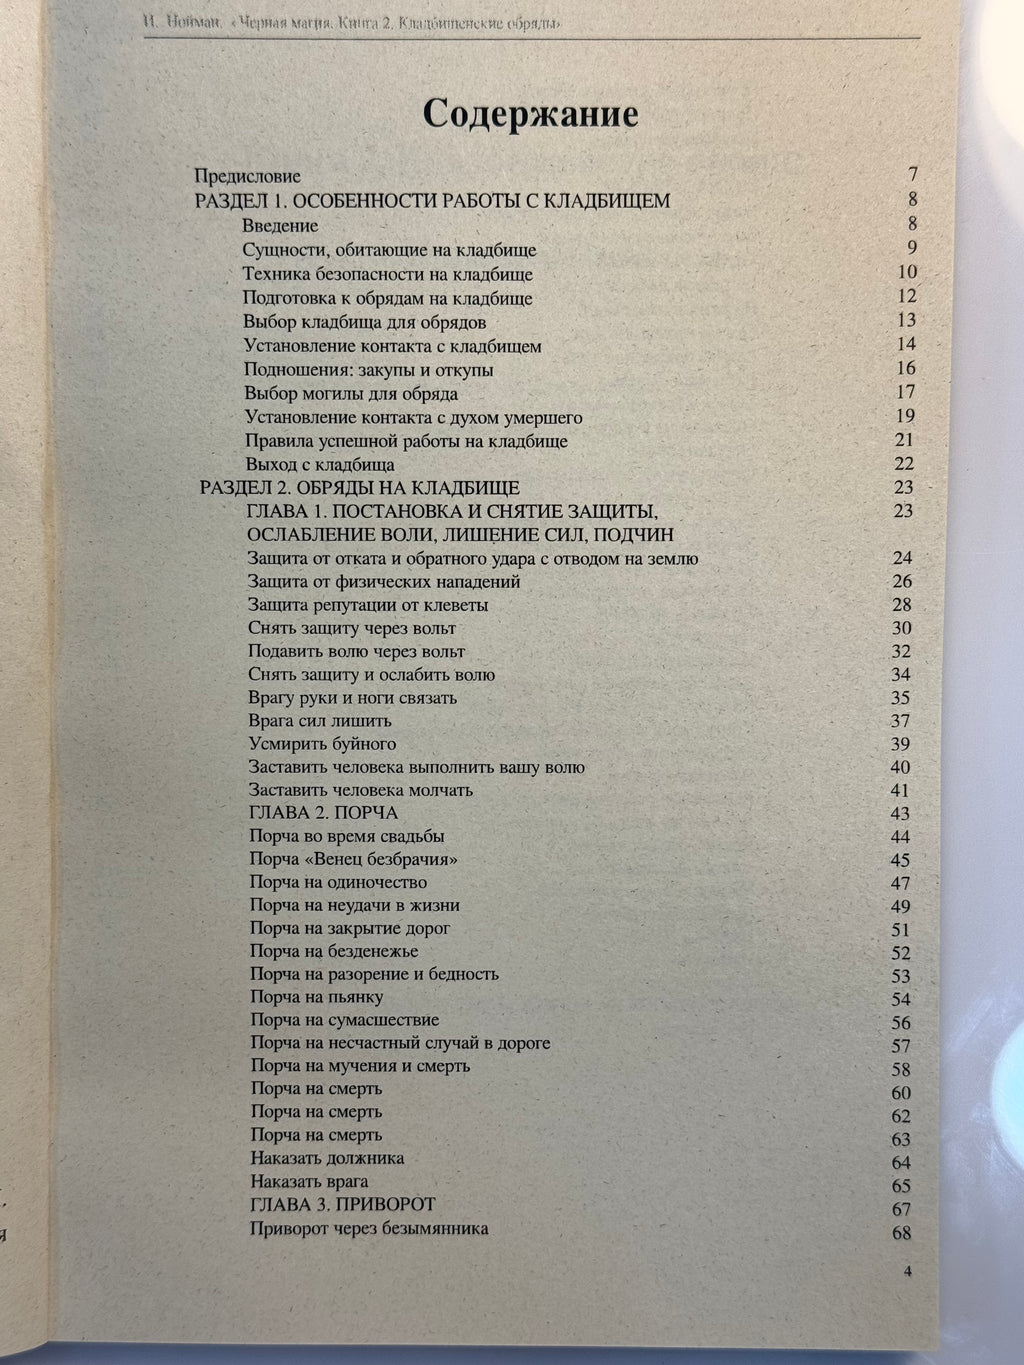 И. Нойман. «Черная магия. Книга 2. Кладбищенские обряды»
Содержание
Предисловие 7
РАЗДЕЛ 1. ОСОБЕННОСТИ РАБОТЫ С КЛАДБИЩЕМ 8
Введение 8
Сущности, обитающие на кладбище 9
Техника безопасности на кладбище 10
Подготовка к обрядам на кладбище 12
Выбор кладбища для обрядов 13
Установление контакта с кладбищем 14
Подношения: закупы и откупы 16
Выбор могилы для обряда 17
Установление контакта с духом умершего 19
Правила успешной работы на кладбище 21
Выход с кладбища 22
РАЗДЕЛ 2. ОБРЯДЫ НА КЛАДБИЩЕ 23
ГЛАВА 1. ПОСТАНОВКА И СНЯТИЕ ЗАЩИТЫ, 23
ОСЛАБЛЕНИЕ ВОЛИ, ЛИШЕНИЕ СИЛ, ПОДЧИН
Защита от отката и обратного удара с отводом на землю 24
Защита от физических нападений 26
Защита репутации от клеветы 28
Снять защиту через вольт 30
Подавить волю через вольт 32
Снять защиту и ослабить волю 34
Врагу руки и ноги связать 35
Врага сил лишить 37
Усмирить буйного 39
Заставить человека выполнить вашу волю 40
Заставить человека молчать 41
ГЛАВА 2. ПОРЧА 43
Порча во время свадьбы 44
Порча «Венец безбрачия» 45
Порча на одиночество 47
Порча на неудачи в жизни 49
Порча на закрытие дорог 51
Порча на безденежье 52
Порча на разорение и бедность 53
Порча на пьянку 54
Порча на сумасшествие 56
Порча на несчастный случай в дороге 57
Порча на мучения и смерть 58
Порча на смерть 60
Порча на смерть 62
Порча на смерть 63
Наказать должника 64
Наказать врага 65
ГЛАВА 3. ПРИВОРОТ 67
Приворот через безымянника 68
4